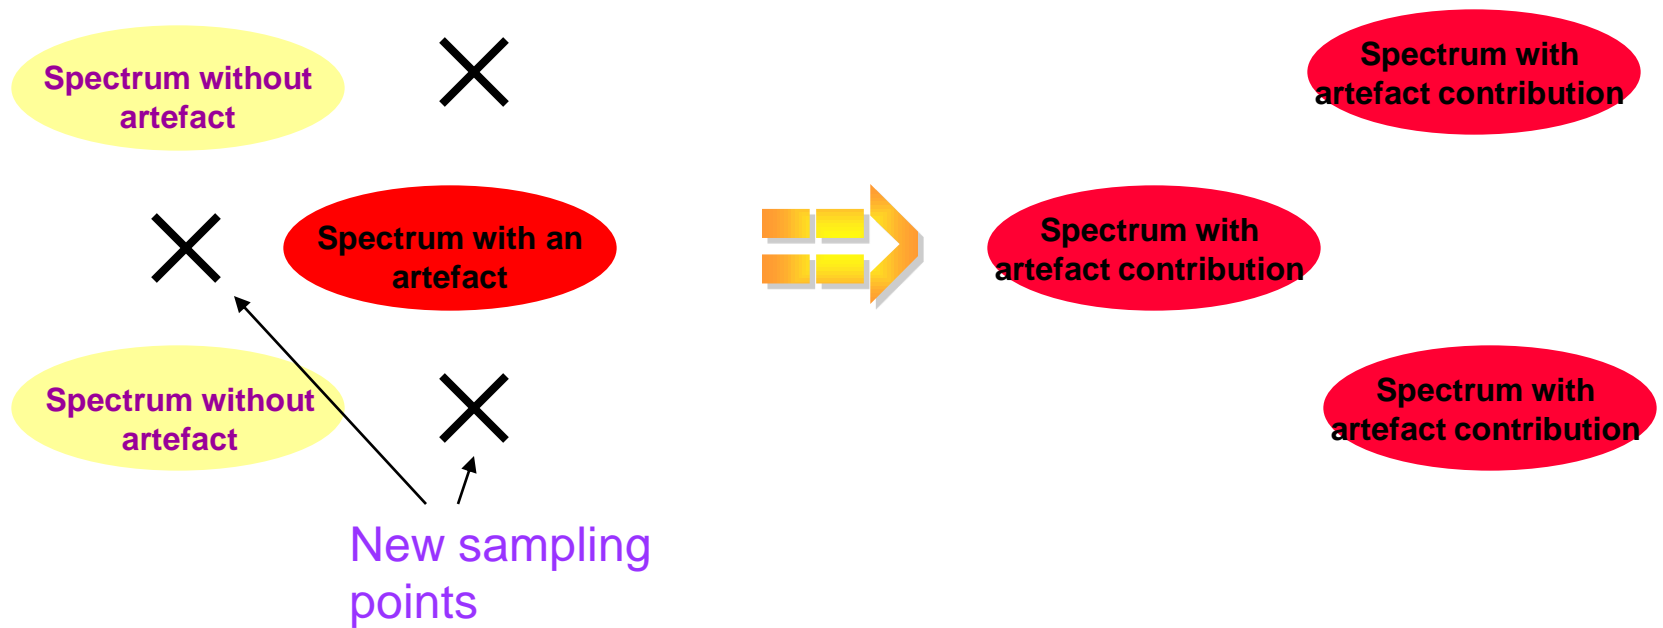 Spectrum without
artefact
Spectrum with
artefact contribution
Spectrum with an
artefact
Spectrum with
artefact contribution
Spectrum without
artefact
Spectrum with
artefact contribution
New sampling
points